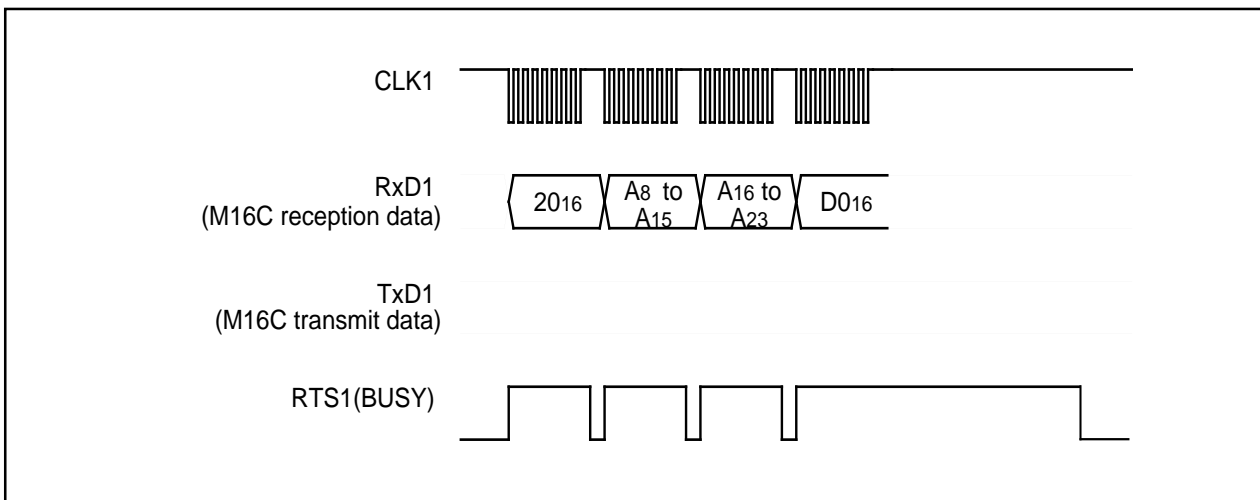 CLK1
RxD1
(M16C reception data)
2016
A8 to
A15
A16 to
A23
D016
TxD1
(M16C transmit data)
RTS1(BUSY)